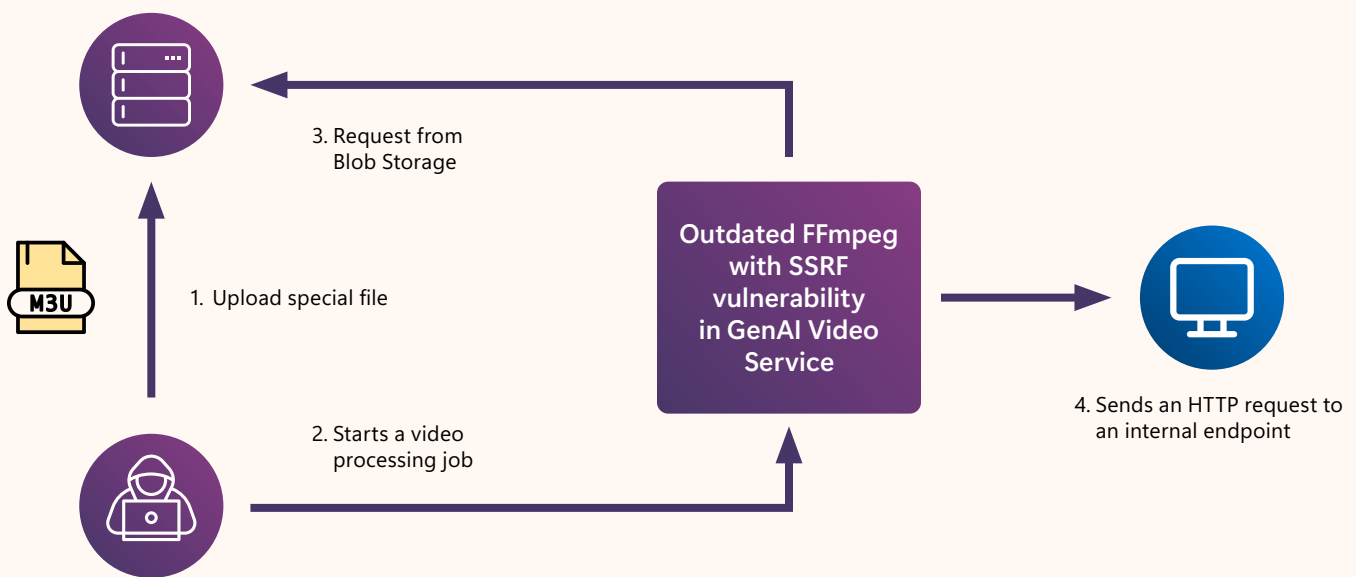 3. Request from
Blob Storage
M3U
1. Upload special file
Outdated FFmpeg
with SSRF
vulnerability
in GenAI Video
Service
4. Sends an HTTP request to
an internal endpoint
2. Starts a video
processing job